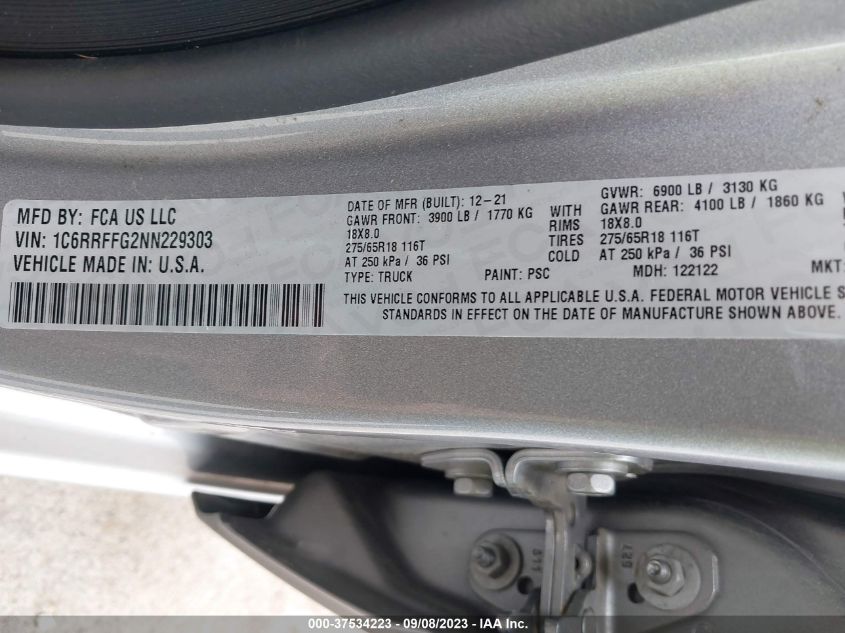 MFD BY: FCA US LLC
VIN: 1C6RRFFG2NN229303
VEHICLE MADE IN: U.S.A.
DATE OF MFR (BUILT): 12-21 GVWR: 6900 LB / 3130 KG
GAWR FRONT: 3900 LB / 1770 KG WITH GAWR REAR: 4100 LB / 1860 KG
18X8.0 RIMS 18X8.0
275/65R18 116T TIRES 275/65R18 116T
AT 250 kPa / 36 PSI COLD AT 250 kPa / 36 PSI
TYPE: TRUCK PAINT: PSC MDH: 122122 MKT:
THIS VEHICLE CONFORMS TO ALL APPLICABLE U.S.A. FEDERAL MOTOR VEHICLE S
STANDARDS IN EFFECT ON THE DATE OF MANUFACTURE SHOWN ABOVE.
000-37534223 - 09/08/2023 - IAA Inc.